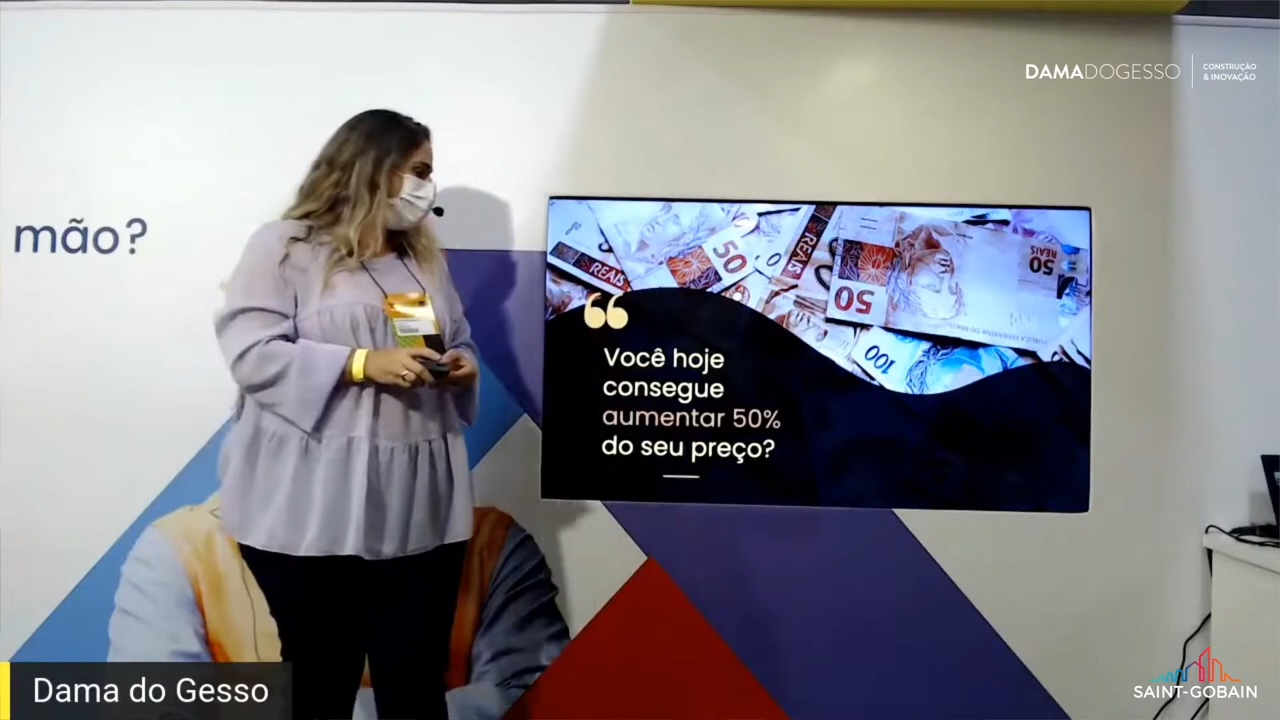 DAMADOGESSO
CONSTRUÇÃO
& INOVAÇÃO
mão?
REAIS
50
REAIS
50
50
REAIS
100
“
Você hoje
consegue
aumentar 50%
do seu preço?
Dama do Gesso
SAINT-GOBAIN